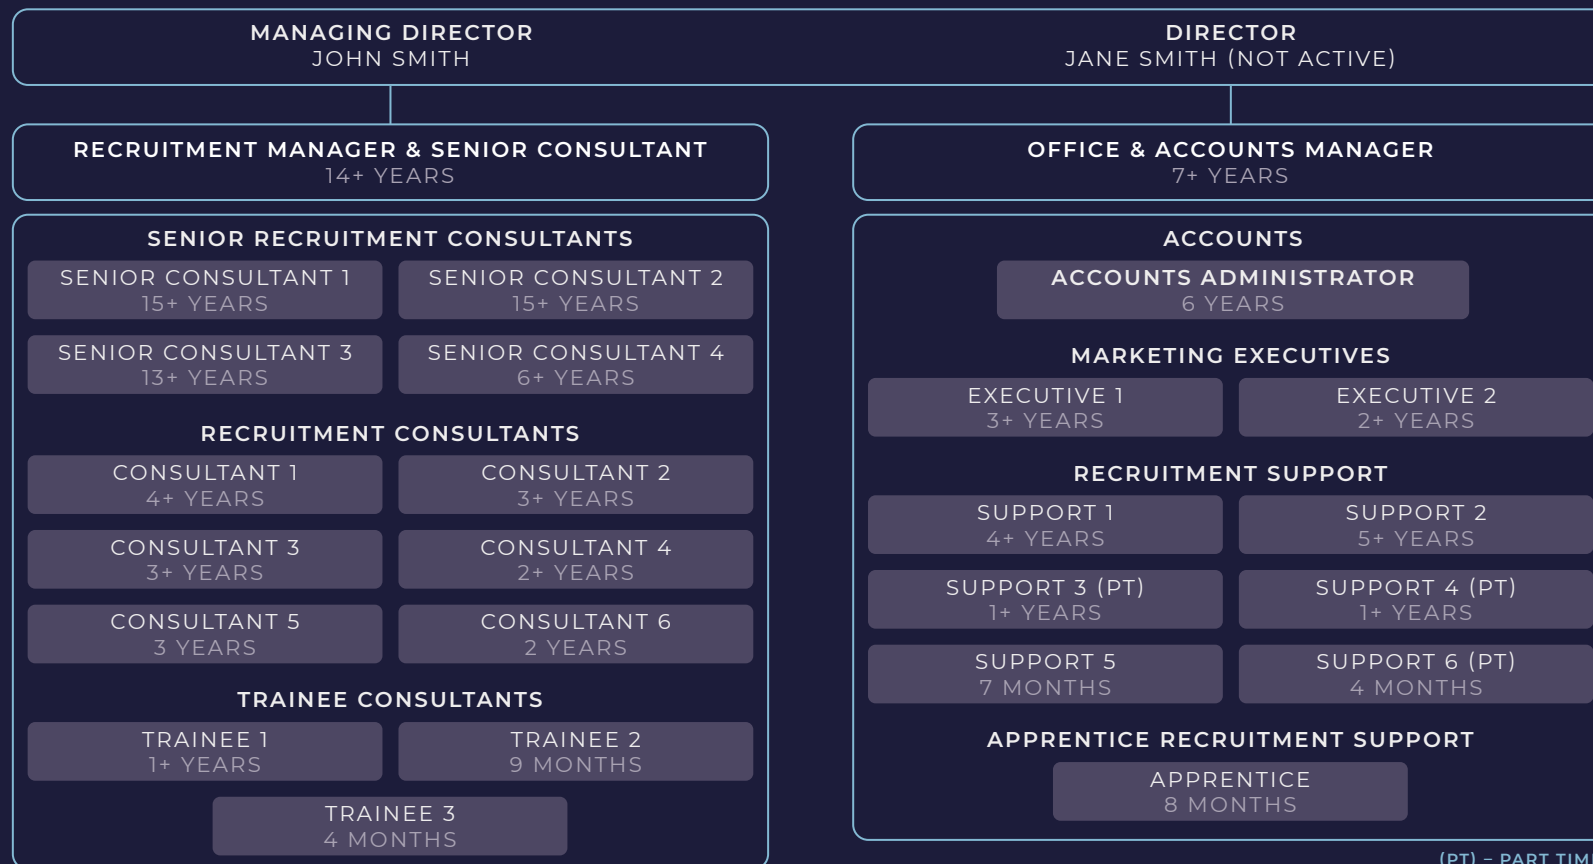 MANAGING DIRECTOR
JOHN SMITH
DIRECTOR
JANE SMITH (NOT ACTIVE)
RECRUITMENT MANAGER & SENIOR CONSULTANT
14+ YEARS
SENIOR RECRUITMENT CONSULTANTS
SENIOR CONSULTANT 1
15+ YEARS
SENIOR CONSULTANT 2
15+ YEARS
SENIOR CONSULTANT 3
13+ YEARS
SENIOR CONSULTANT 4
6+ YEARS
RECRUITMENT CONSULTANTS
CONSULTANT 1
4+ YEARS
CONSULTANT 2
3+ YEARS
CONSULTANT 3
3+ YEARS
CONSULTANT 4
2+ YEARS
CONSULTANT 5
3 YEARS
CONSULTANT 6
2 YEARS
TRAINEE CONSULTANTS
TRAINEE 1
1+ YEARS
TRAINEE 2
9 MONTHS
TRAINEE 3
4 MONTHS
OFFICE & ACCOUNTS MANAGER
7+ YEARS
ACCOUNTS
ACCOUNTS ADMINISTRATOR
6 YEARS
MARKETING EXECUTIVES
EXECUTIVE 1
3+ YEARS
EXECUTIVE 2
2+ YEARS
RECRUITMENT SUPPORT
SUPPORT 1
4+ YEARS
SUPPORT 2
5+ YEARS
SUPPORT 3 (PT)
1+ YEARS
SUPPORT 4 (PT)
1+ YEARS
SUPPORT 5
7 MONTHS
SUPPORT 6 (PT)
4 MONTHS
APPRENTICE RECRUITMENT SUPPORT
APPRENTICE
8 MONTHS
(PT) – PART TIM